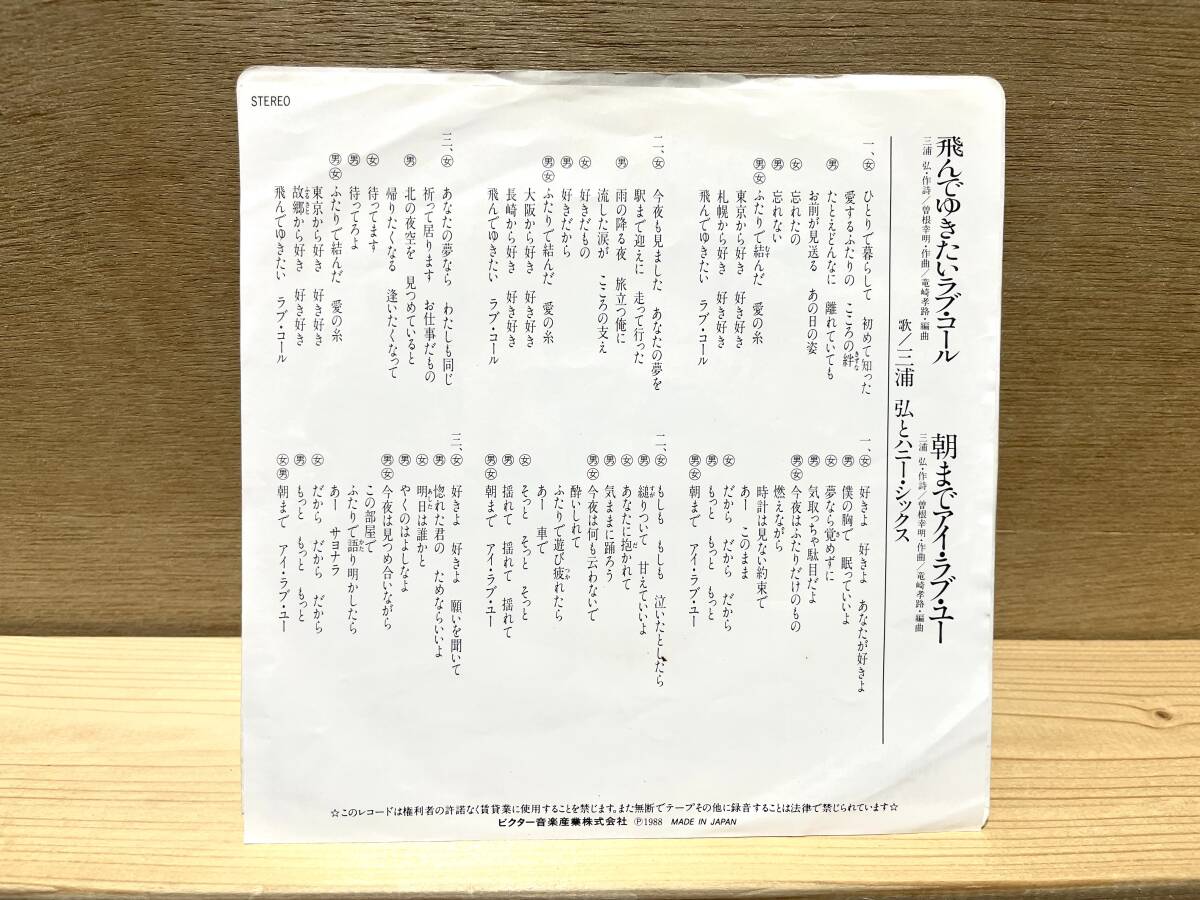 STEREO
飛んでゆきたいラブ・コール
三浦 弘・作詩／曽根幸明・作曲／竜崎孝路・編曲
朝までアイ・ラブ・ユー
三浦 弘・作詩／曽根幸明・作曲／竜崎孝路・編曲
歌／三浦 弘とハニー・シックス
一、㊛ ひとりで暮らして 初めて知った
愛するふたりの こころの絆
きずな
㊚ たとえどんなに 離れていても
お前が見送る あの日の姿
㊛ 忘れたの
㊚ 忘れない
㊚㊛ ふたりで結んだ 愛の糸
東京から好き 好き好き
札幌から好き 好き好き
飛んでゆきたい ラブ・コール
二、㊛ 今夜も見ました あなたの夢を
駅まで迎えに 走って行った
㊚ 雨の降る夜 旅立つ俺に
流した涙が こころの支え
㊛ 好きだもの
㊚ 好きだから
㊚㊛ ふたりで結んだ 愛の糸
大阪から好き 好き好き
長崎から好き 好き好き
飛んでゆきたい ラブ・コール
三、㊛ あなたの夢なら わたしも同じ
祈って居ります お仕事だもの
㊚ 北の夜空を 見つめていると
帰りたくなる 逢いたくなって
㊛ 待ってます
㊚ 待ってろよ
㊚㊛ ふたりで結んだ 愛の糸
東京から好き 好き好き
故郷から好き 好き好き
飛んでゆきたい ラブ・コール
一、㊛ 好きよ 好きよ あなたが好きよ
㊚ 僕の胸で 眠っていいよ
㊛ 夢なら覚めずに
㊚ 気取っちゃ駄目だよ
㊚㊛ 今夜はふたりだけのもの
燃えながら
時計は見ない約束で
あー このまま
㊛ だから だから だから
㊚ もっと もっと もっと
㊛㊚ 朝まで アイ・ラブ・ユー
二、㊛ もしも もしも 泣いたとしたら
㊚ 縋りついて 甘えていいよ
㊛ あなたに抱かれて
㊚ 気ままに踊ろう
㊚㊛ 今夜は何も云わないで
酔いしれて
ふたりで遊び疲れたら
あー 車で
㊛ そっと そっと そっと
㊚ 揺れて 揺れて 揺れて
㊛㊚ 朝まで アイ・ラブ・ユー
三、㊛ 好きよ 好きよ 願いを聞いて
㊚ 惚れた君の ためならいいよ
㊛ 明日は誰かと
あした
㊚ やくのはよしなよ
㊚㊛ 今夜は見つめ合いながら
この部屋で
ふたりで語り明かしたら
あー サヨナラ
㊛ だから だから だから
㊚ もっと もっと もっと
㊛㊚ 朝まで アイ・ラブ・ユー
☆このレコードは権利者の許諾なく賃貸業に使用することを禁じます。また無断でテープその他に録音することは法律で禁じられています☆
ビクター音楽産業株式会社 Ⓟ1988 MADE IN JAPAN